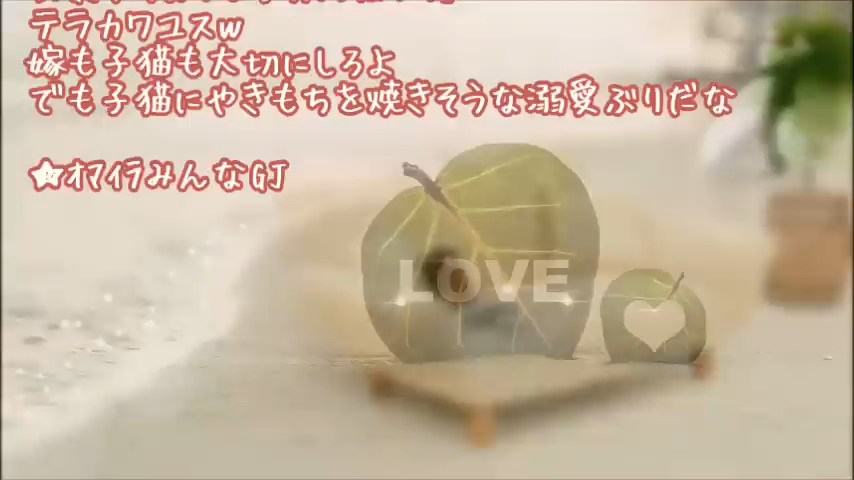 テラカワユスw
嫁も子猫も大切にしろよ
でも子猫にやきもちを焼きそうな溺愛ぶりだな
★オマイラみんなGJ
LOVE